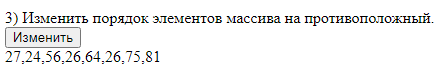 3) Изменить порядок элементов массива на противоположный.
Изменить
27,24,56,26,64,26,75,81